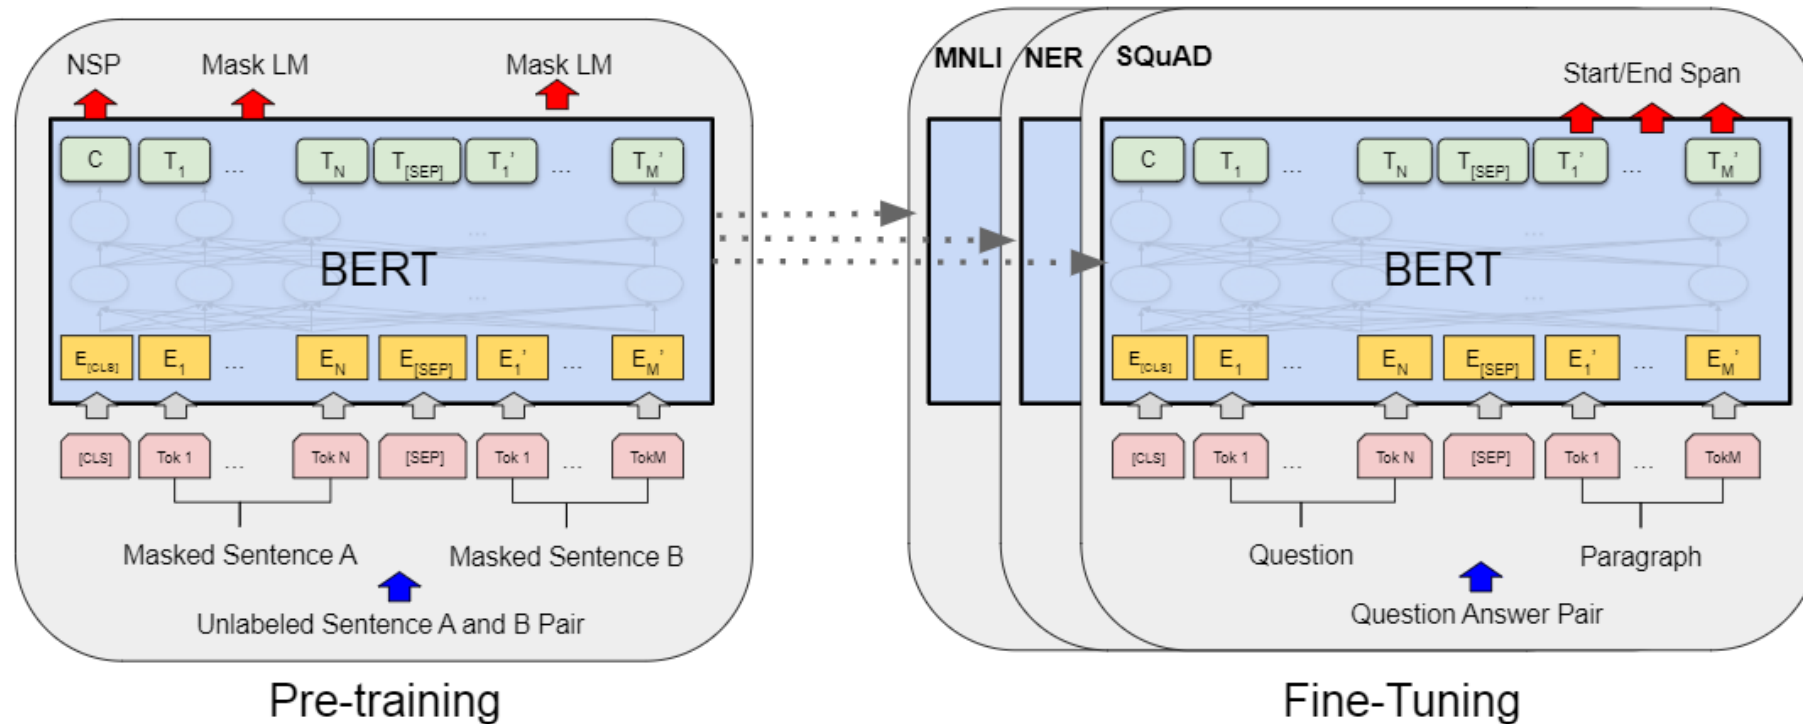 NSP Mask LM Mask LM
C T1 ... TN T[SEP] T1' ... TM'
...
BERT
...
E[CLS] E1 ... EN E[SEP] E1' ... EM'
[CLS] Tok 1 ... Tok N [SEP] Tok 1 ... TokM
Masked Sentence A Masked Sentence B
Unlabeled Sentence A and B Pair
Pre-training
MNLI NER SQuAD
Start/End Span
C T1 ... TN T[SEP] T1' ... TM'
...
BERT
...
E[CLS] E1 ... EN E[SEP] E1' ... EM'
[CLS] Tok 1 ... Tok N [SEP] Tok 1 ... TokM
Question Paragraph
Question Answer Pair
Fine-Tuning